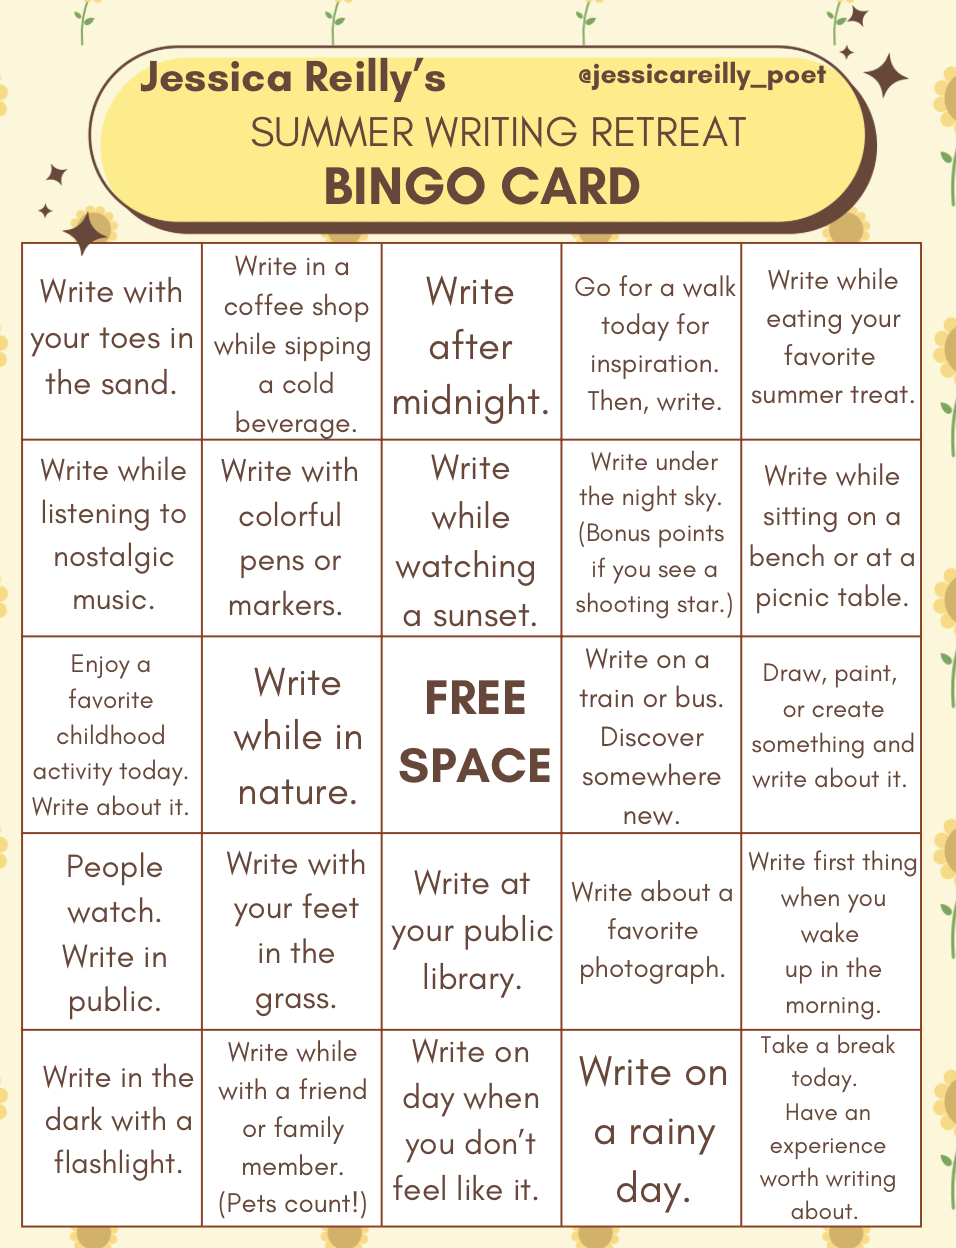 Jessica Reilly’s
@jessicareilly_poet
SUMMER WRITING RETREAT
BINGO CARD
Write with
your toes in
the sand.
Write in a
coffee shop
while sipping
a cold
beverage.
Write
after
midnight.
Go for a walk
today for
inspiration.
Then, write.
Write while
eating your
favorite
summer treat.
Write while
listening to
nostalgic
music.
Write with
colorful
pens or
markers.
Write
while
watching
a sunset.
Write under
the night sky.
(Bonus points
if you see a
shooting star.)
Write while
sitting on a
bench or at a
picnic table.
Enjoy a
favorite
childhood
activity today.
Write about it.
Write
while in
nature.
FREE
SPACE
Write on a
train or bus.
Discover
somewhere
new.
Draw, paint,
or create
something and
write about it.
People
watch.
Write in
public.
Write with
your feet
in the
grass.
Write at
your public
library.
Write about a
favorite
photograph.
Write first thing
when you
wake
up in the
morning.
Write in the
dark with a
flashlight.
Write while
with a friend
or family
member.
(Pets count!)
Write on
day when
you don’t
feel like it.
Write on
a rainy
day.
Take a break
today.
Have an
experience
worth writing
about.